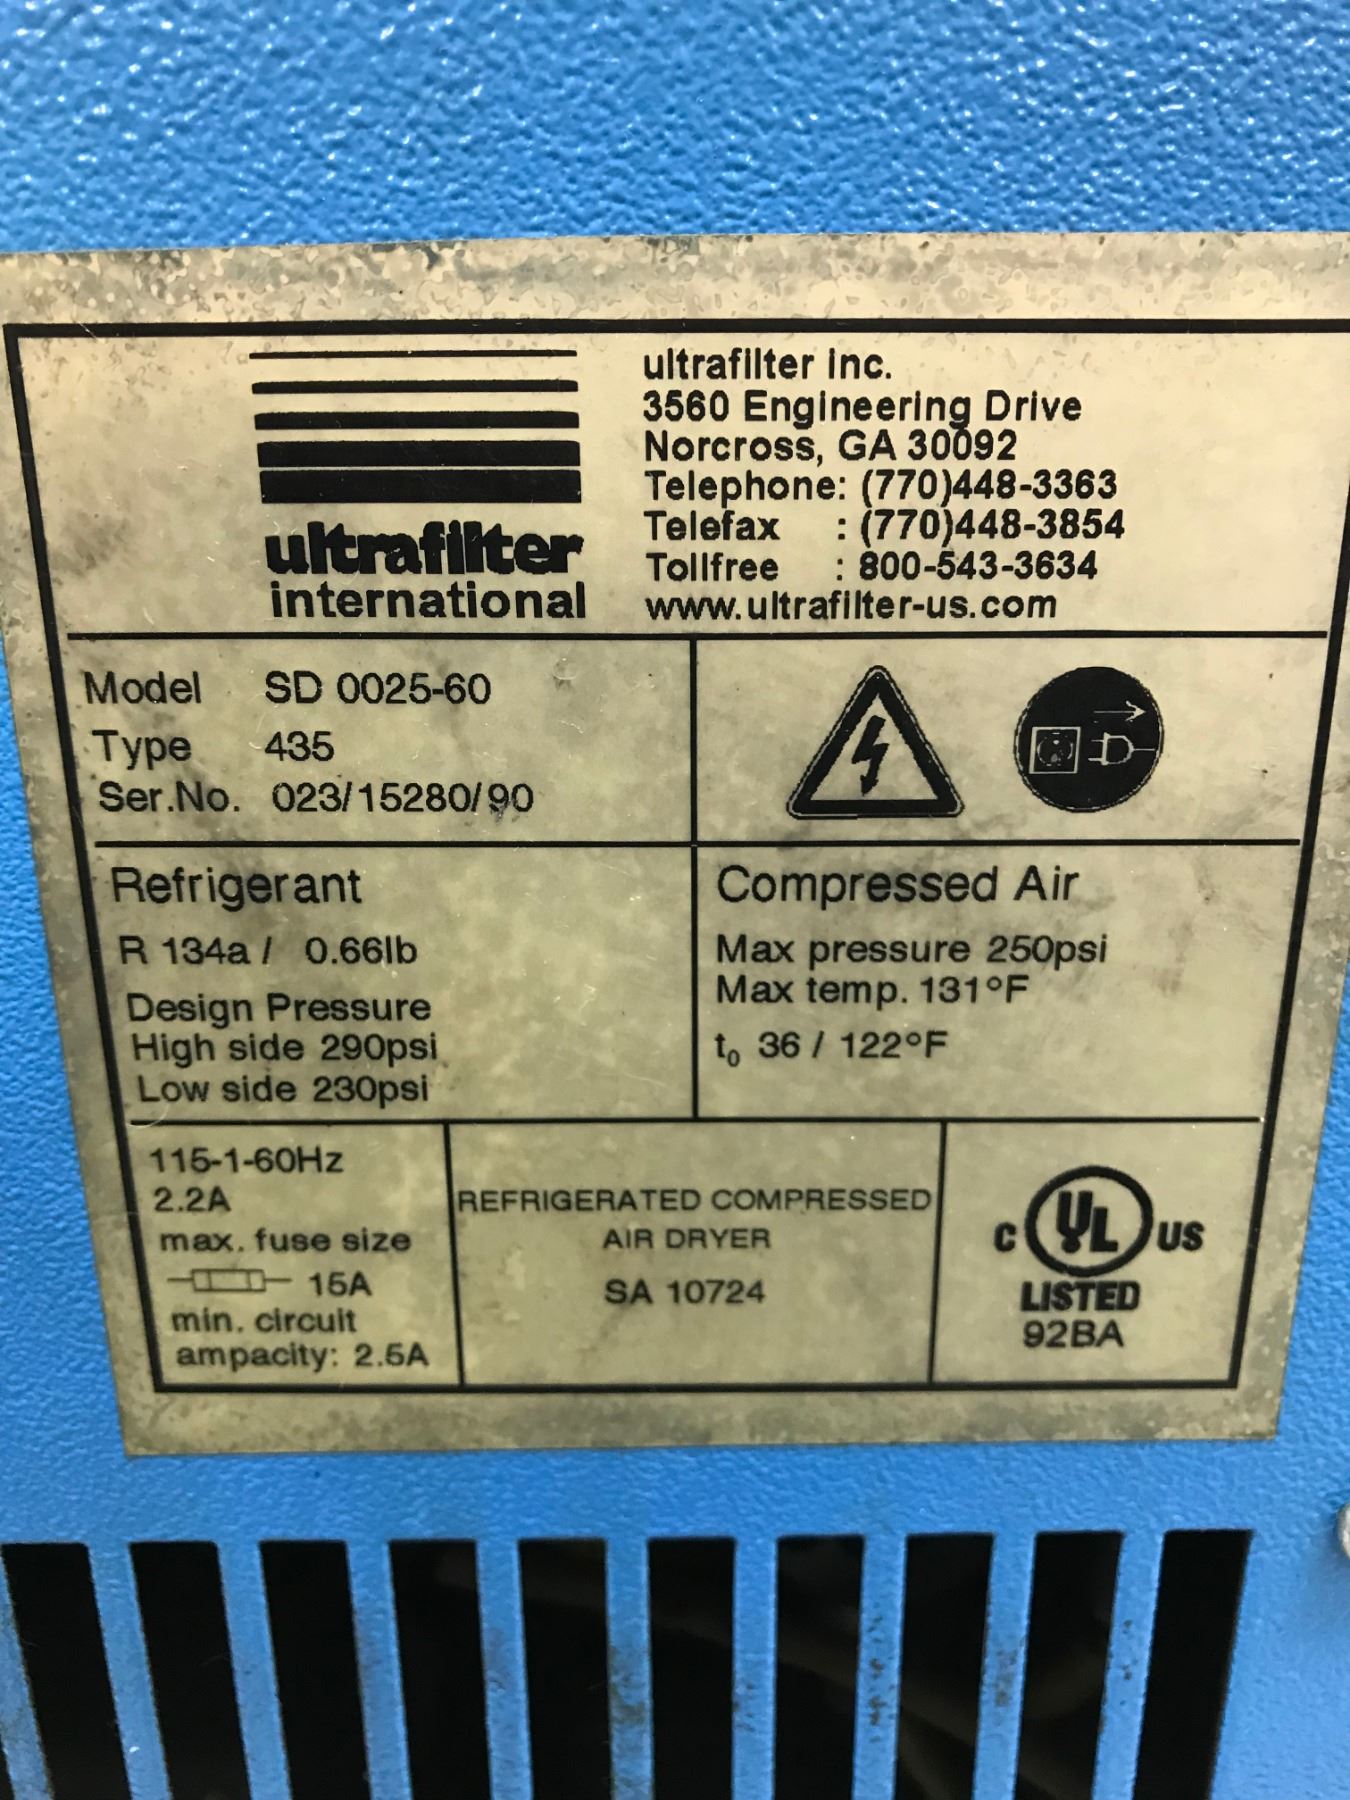 ultrafilter international
ultrafilter inc.
3560 Engineering Drive
Norcross, GA 30092
Telephone: (770)448-3363
Telefax : (770)448-3854
Tollfree : 800-543-3634
www.ultrafilter-us.com
Model SD 0025-60
Type 435
Ser.No. 023/15280/90
Refrigerant
R 134a / 0.66lb
Design Pressure
High side 290psi
Low side 230psi
Compressed Air
Max pressure 250psi
Max temp. 131°F
t0 36 / 122°F
115-1-60Hz
2.2A
max. fuse size
15A
min. circuit
ampacity: 2.5A
REFRIGERATED COMPRESSED
AIR DRYER
SA 10724
C UL US
LISTED
92BA